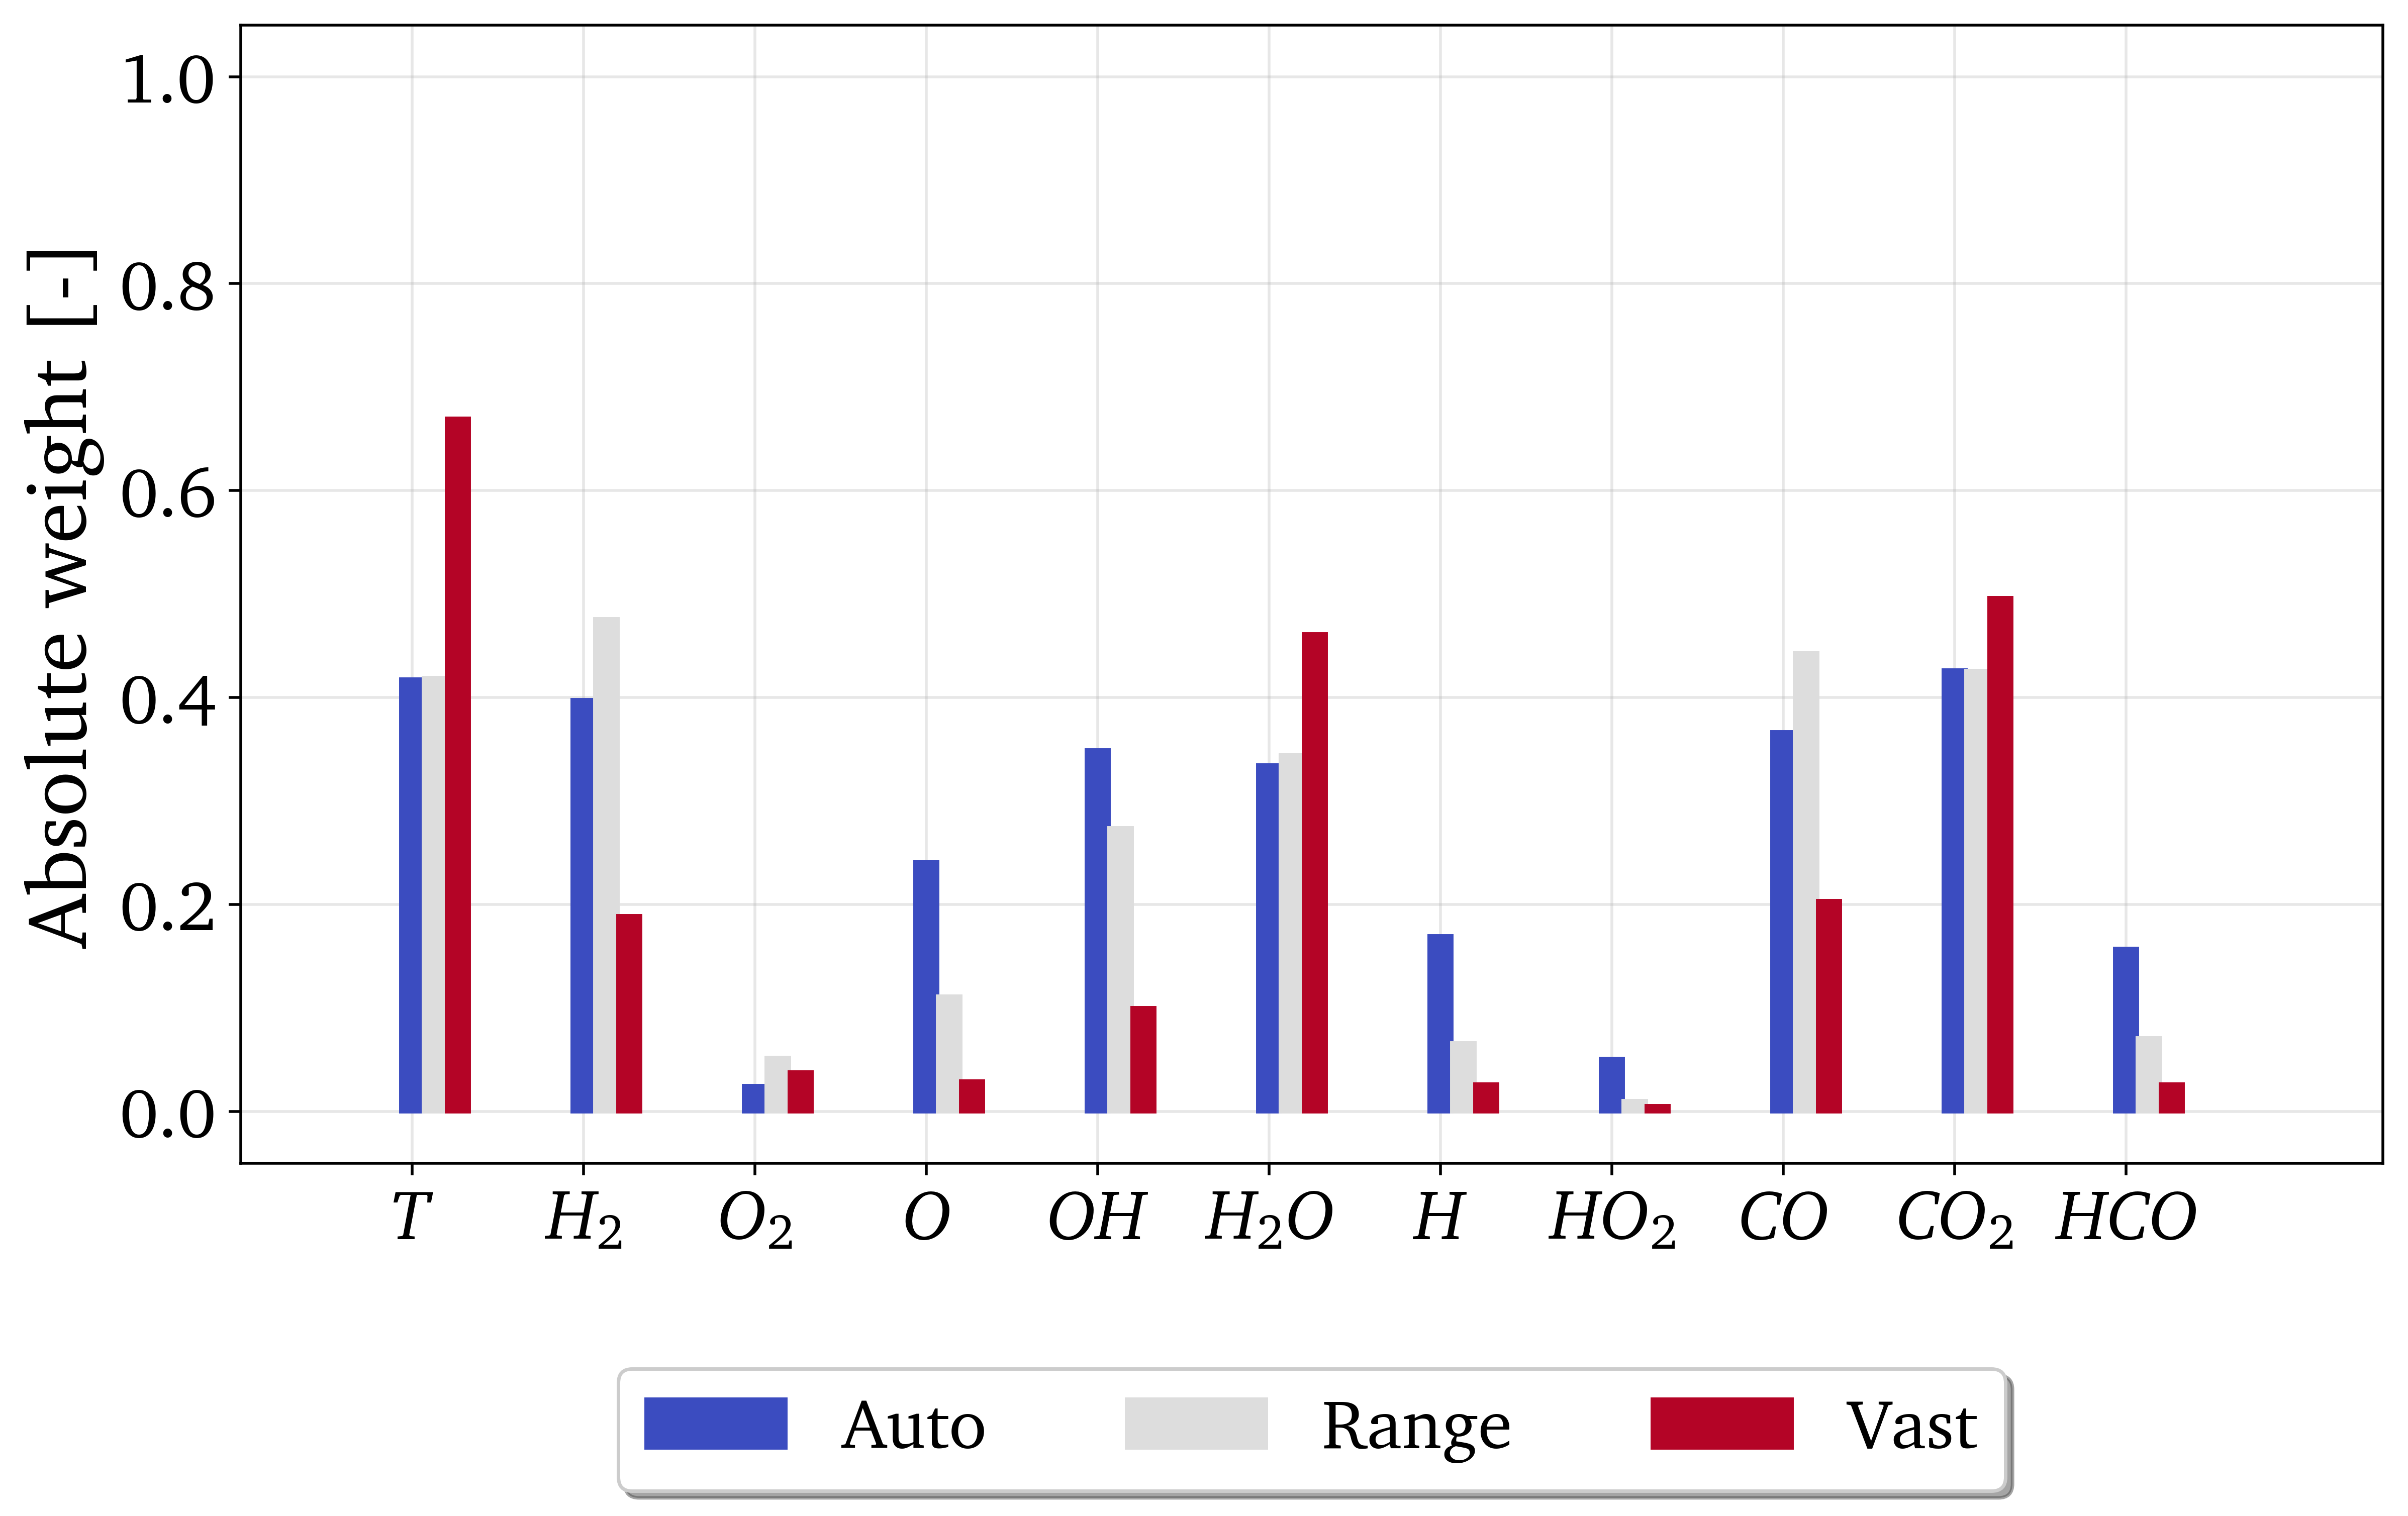 Absolute weight [-]
1.0
0.8
0.6
0.4
0.2
0.0
T H₂ O₂ O OH H₂O H HO₂ CO CO₂ HCO
Auto Range Vast